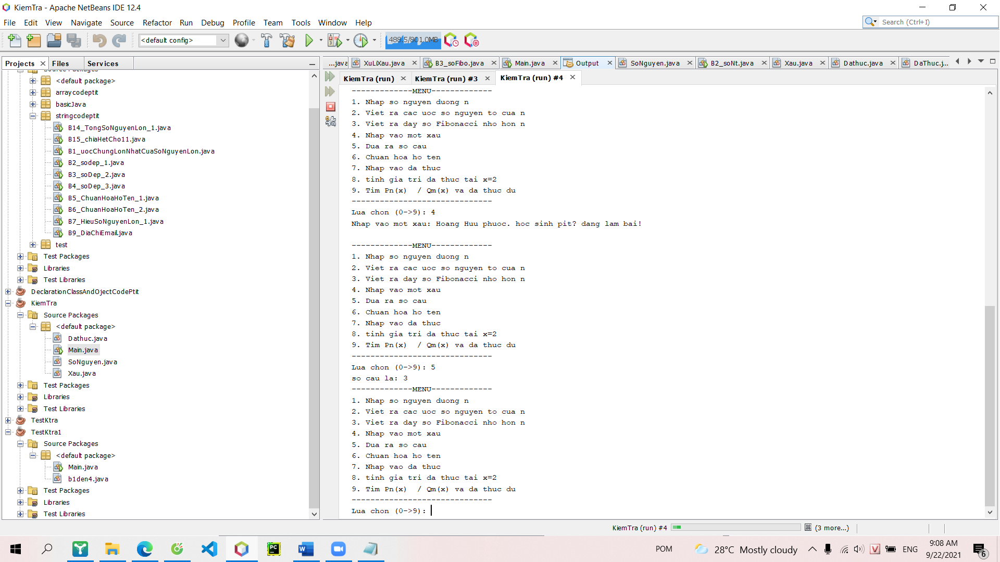 KiemTra - Apache NetBeans IDE 12.4
File Edit View Navigate Source Refactor Run Debug Profile Team Tools Window Help
Search (Ctrl+I)
<default config>
488.5/801.0MB
Projects Files Services
Source Packages
<default package>
arraycodeptit
basicJava
stringcodeptit
B14_TongSoNguyenLon_1.java
B15_chiaHetCho11.java
B1_uocChungLonNhatCuaSoNguyenLon.java
B2_sodep_1.java
B3_soDep_2.java
B4_soDep_3.java
B5_ChuanHoaHoTen_1.java
B6_ChuanHoaHoTen_2.java
B7_HieuSoNguyenLon_1.java
B9_DiaChiEmail.java
test
Test Packages
Libraries
Test Libraries
DeclarationClassAndOjectCodePtit
KiemTra
Source Packages
<default package>
Dathuc.java
Main.java
SoNguyen.java
Xau.java
Test Packages
Libraries
Test Libraries
TestKtra
TestKtra1
Source Packages
<default package>
Main.java
b1den4.java
Test Packages
Libraries
Test Libraries
...java XuLiXau.java B3_soFibo.java Main.java Output SoNguyen.java B2_soNt.java Xau.java Dathuc.java DaThuc.j...
KiemTra (run) KiemTra (run) #3 KiemTra (run) #4
-------------MENU-------------
1. Nhap so nguyen duong n
2. Viet ra cac uoc so nguyen to cua n
3. Viet ra day so Fibonacci nho hon n
4. Nhap vao mot xau
5. Dua ra so cau
6. Chuan hoa ho ten
7. Nhap vao da thuc
8. tinh gia tri da thuc tai x=2
9. Tim Pn(x)  / Qm(x) va da thuc du
------------------------------
Lua chon (0->9): 4
Nhap vao mot xau: Hoang Huu phuoc. hoc sinh pit? dang lam bai!
-------------MENU-------------
1. Nhap so nguyen duong n
2. Viet ra cac uoc so nguyen to cua n
3. Viet ra day so Fibonacci nho hon n
4. Nhap vao mot xau
5. Dua ra so cau
6. Chuan hoa ho ten
7. Nhap vao da thuc
8. tinh gia tri da thuc tai x=2
9. Tim Pn(x)  / Qm(x) va da thuc du
------------------------------
Lua chon (0->9): 5
so cau la: 3
-------------MENU-------------
1. Nhap so nguyen duong n
2. Viet ra cac uoc so nguyen to cua n
3. Viet ra day so Fibonacci nho hon n
4. Nhap vao mot xau
5. Dua ra so cau
6. Chuan hoa ho ten
7. Nhap vao da thuc
8. tinh gia tri da thuc tai x=2
9. Tim Pn(x)  / Qm(x) va da thuc du
------------------------------
Lua chon (0->9):
KiemTra (run) #4 (3 more...)
POM 28°C Mostly cloudy ENG
9:08 AM
9/22/2021
6